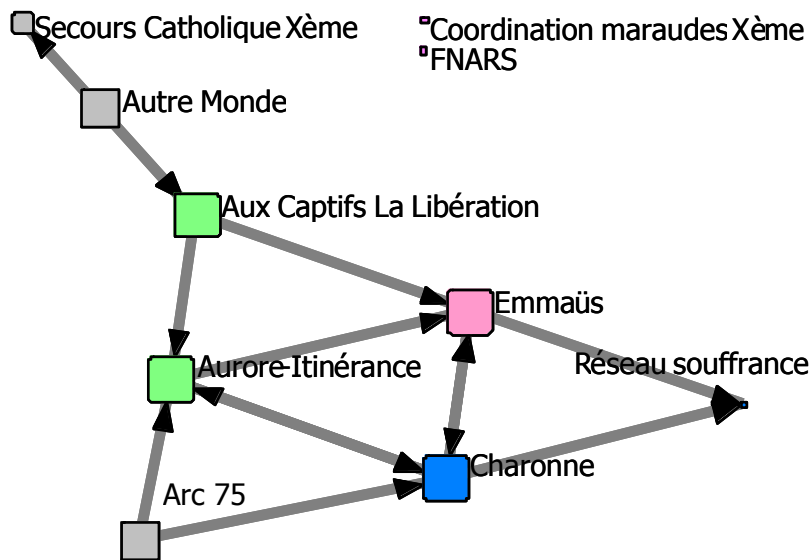 Secours Catholique Xème
Coordination maraudes Xème
FNARS
Autre Monde
Aux Captifs La Libération
Emmaüs
Aurore-Itinérance
Réseau souffrance
Charonne
Arc 75